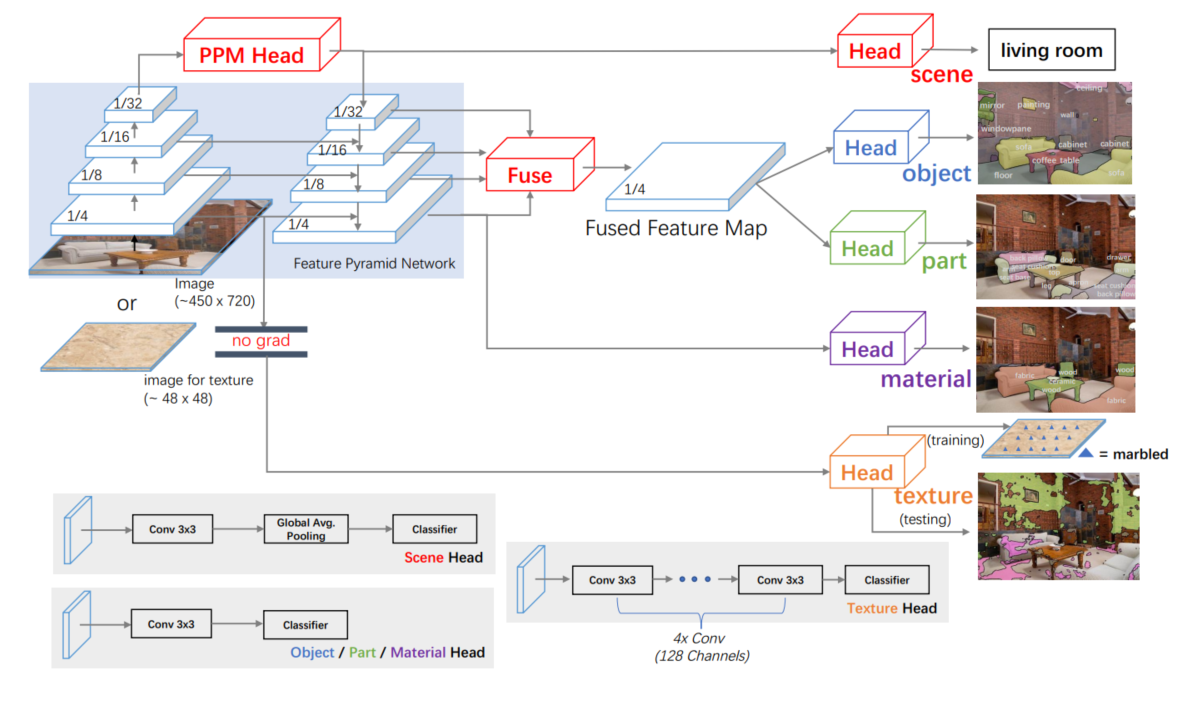 PPM Head
Head
scene
living room
1/32
1/16
1/8
1/4
1/32
1/16
1/8
1/4
Feature Pyramid Network
Fuse
1/4
Fused Feature Map
Head
object
Head
part
Head
material
Head
texture
(training)
(testing)
= marbled
Image
(~450 x 720)
or
no grad
image for texture
(~ 48 x 48)
ceiling
mirror
painting
wall
windowpane
sofa
cabinet
cabinet
coffee table
floor
sofa
back pillow
door
drawer
top
leg
seat cushion
back pillow
fabric
wood
wood
ceramic
wood
fabric
Conv 3x3
Global Avg.
Pooling
Classifier
Scene Head
Conv 3x3
Classifier
Object / Part / Material Head
Conv 3x3
Conv 3x3
Classifier
Texture Head
4x Conv
(128 Channels)